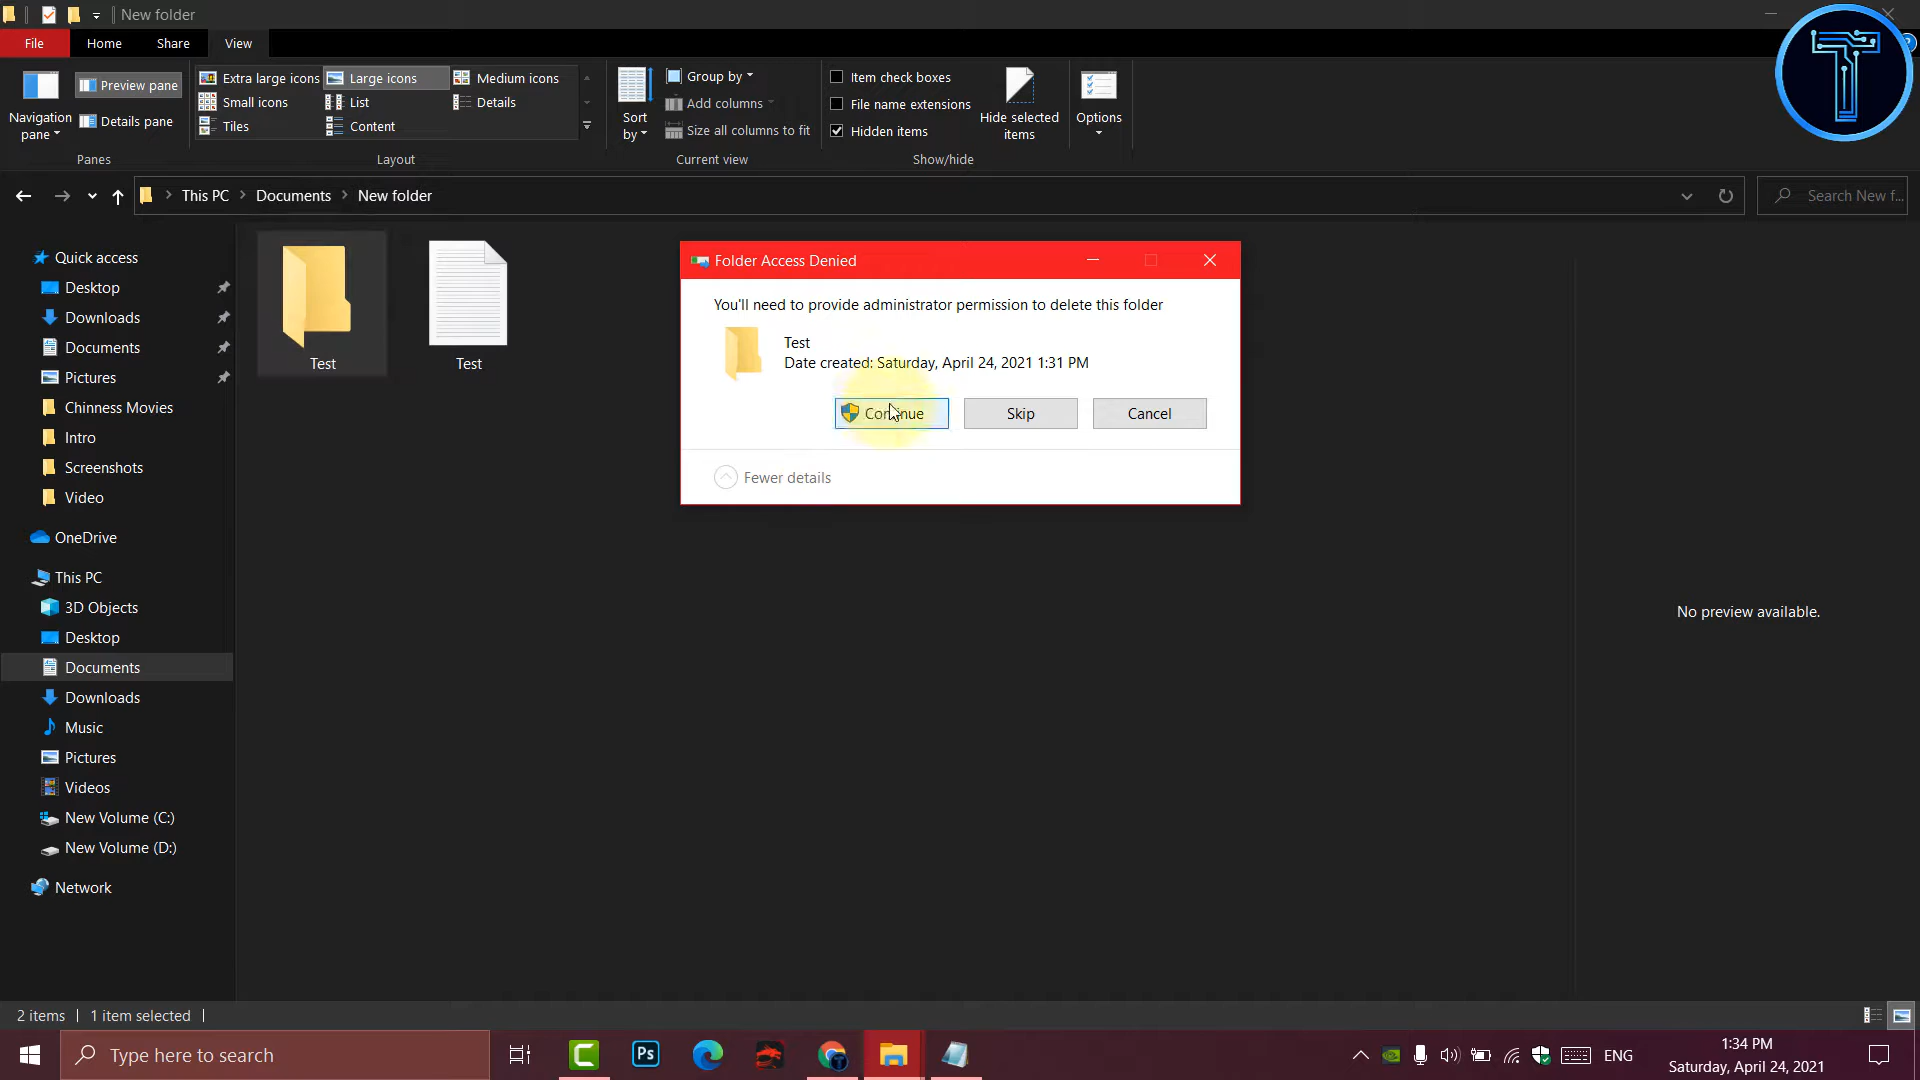 New folder
File
Home
Share
View
Navigation pane
Preview pane
Details pane
Panes
Extra large icons
Large icons
Medium icons
Small icons
List
Details
Tiles
Content
Layout
Sort by
Group by
Add columns
Size all columns to fit
Current view
Item check boxes
File name extensions
Hidden items
Hide selected items
Show/hide
Options
This PC
Documents
New folder
Search New f...
Quick access
Desktop
Downloads
Documents
Pictures
Chinness Movies
Intro
Screenshots
Video
OneDrive
This PC
3D Objects
Desktop
Documents
Downloads
Music
Pictures
Videos
New Volume (C:)
New Volume (D:)
Network
Test
Test
Folder Access Denied
You'll need to provide administrator permission to delete this folder
Test
Date created: Saturday, April 24, 2021 1:31 PM
Continue
Skip
Cancel
Fewer details
No preview available.
2 items
1 item selected
Type here to search
Ps
ENG
1:34 PM
Saturday, April 24, 2021
T